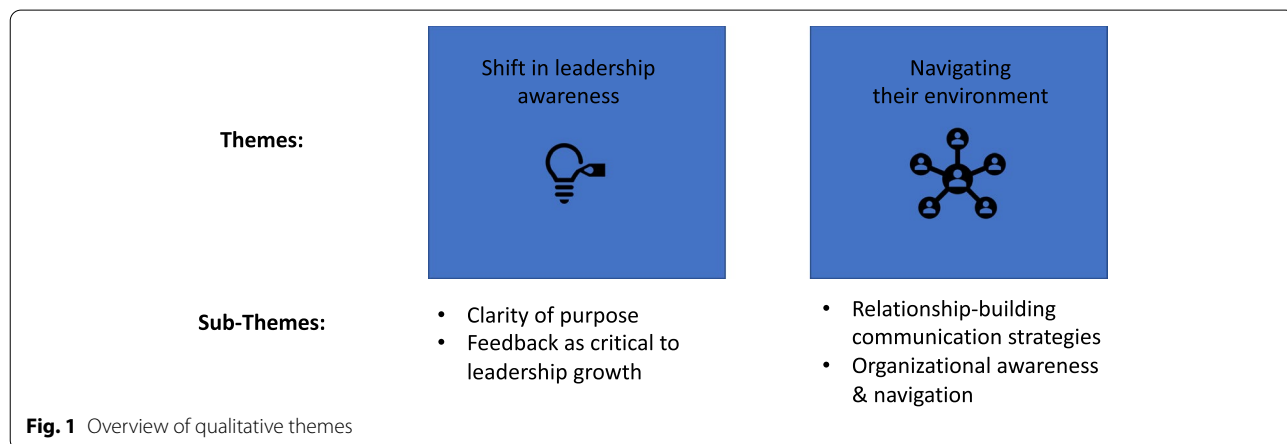 Shift in leadership
awareness
Navigating
their environment
Themes:
Sub-Themes:
• Clarity of purpose
• Feedback as critical to
leadership growth
• Relationship-building
communication strategies
• Organizational awareness
& navigation
Fig. 1 Overview of qualitative themes